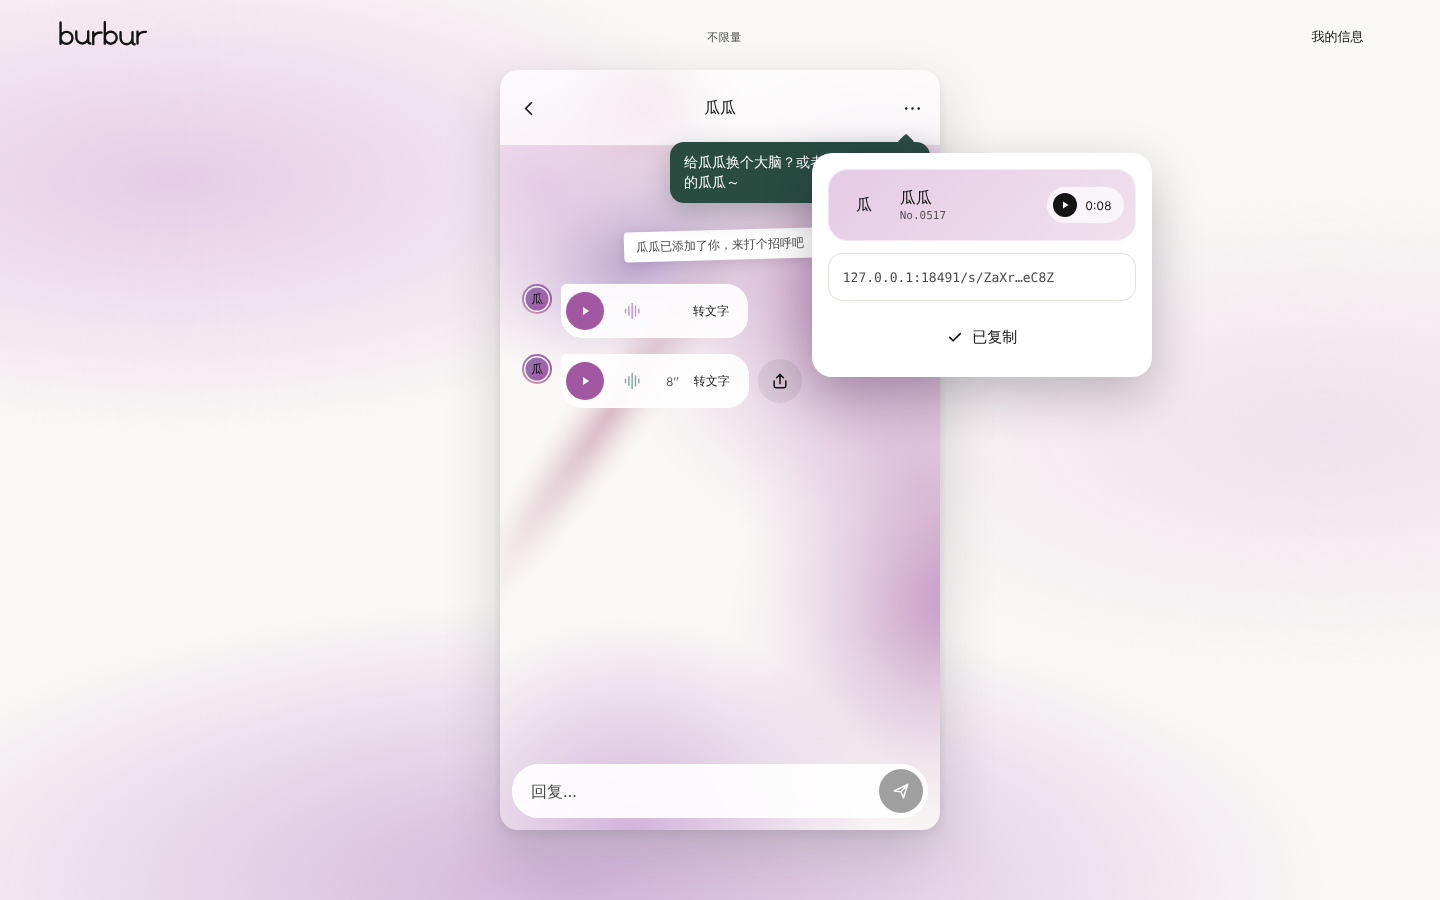 burbur
不限量
我的信息
瓜瓜
给瓜瓜换个大脑？或
的瓜瓜～
瓜 瓜瓜
No.0517
0:08
瓜瓜已添加了你，来打个招呼吧
127.0.0.1:18491/s/ZaXr…eC8Z
瓜
转文字
已复制
瓜
8″ 转文字
回复...